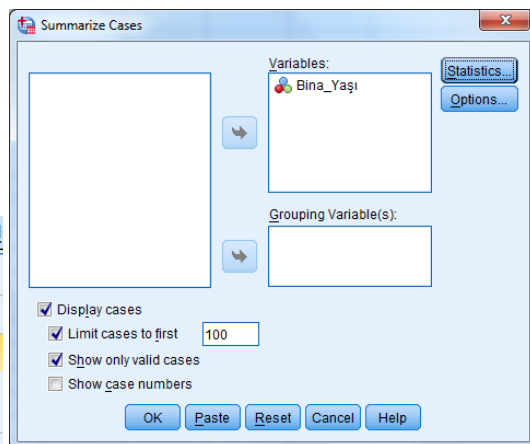 Summarize Cases
Variables:
Bina_Yaşı
Statistics...
Options...
Grouping Variable(s):
Display cases
Limit cases to first 100
Show only valid cases
Show case numbers
OK Paste Reset Cancel Help